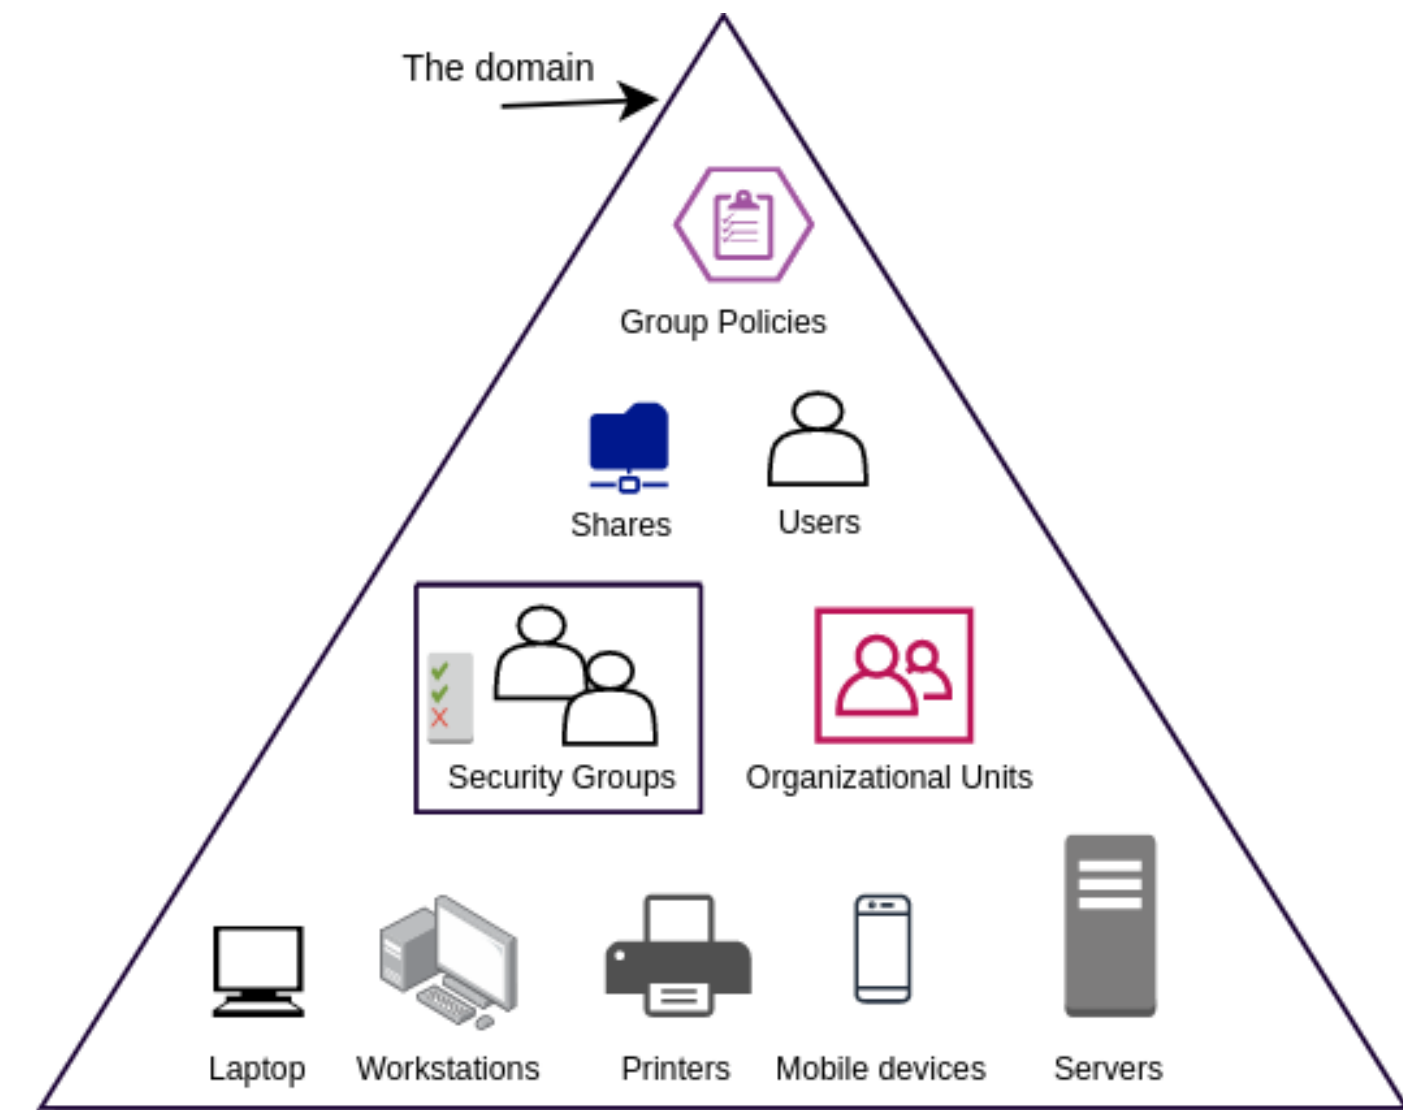 The domain
Group Policies
Shares
Users
Security Groups
Organizational Units
Laptop
Workstations
Printers
Mobile devices
Servers